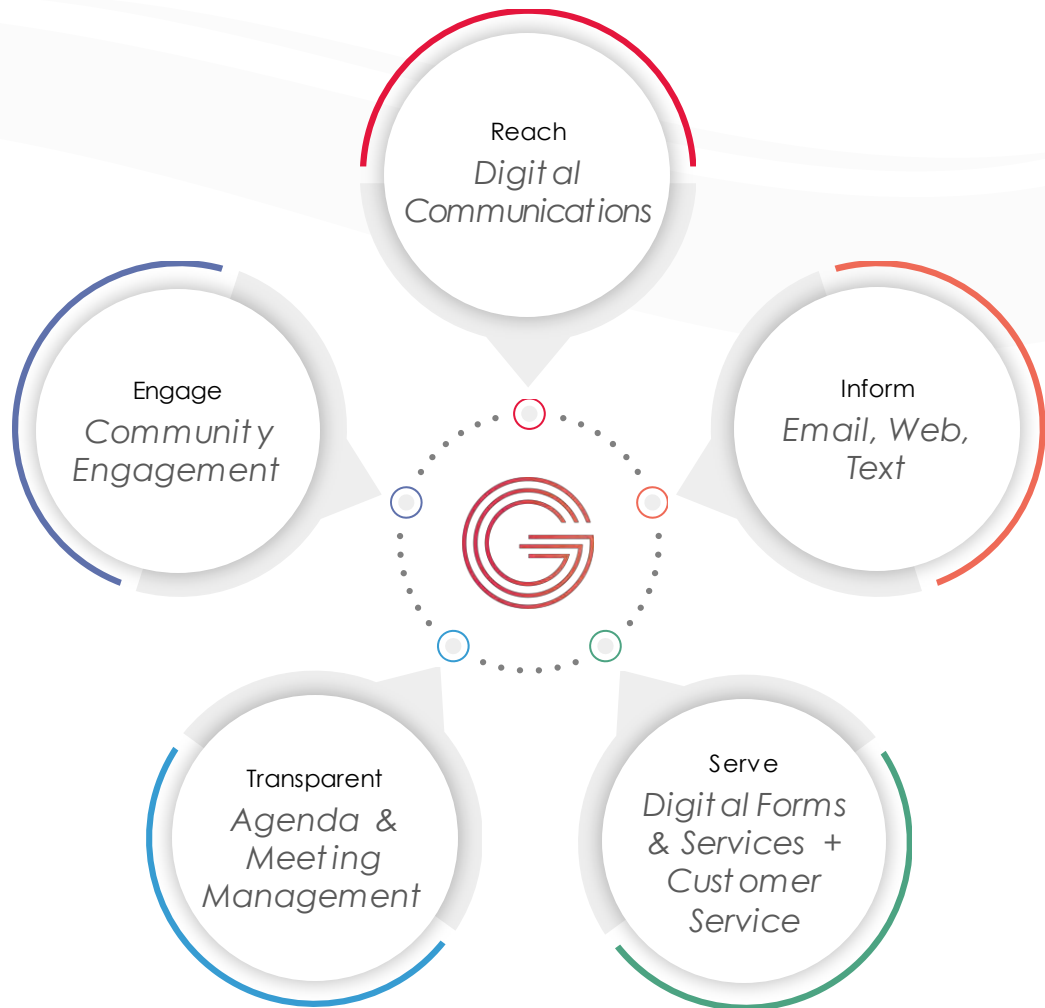 Reach
Digital
Communications
Engage
Community
Engagement
Inform
Email, Web,
Text
Transparent
Agenda &
Meeting
Management
Serve
Digital Forms
& Services +
Customer
Service